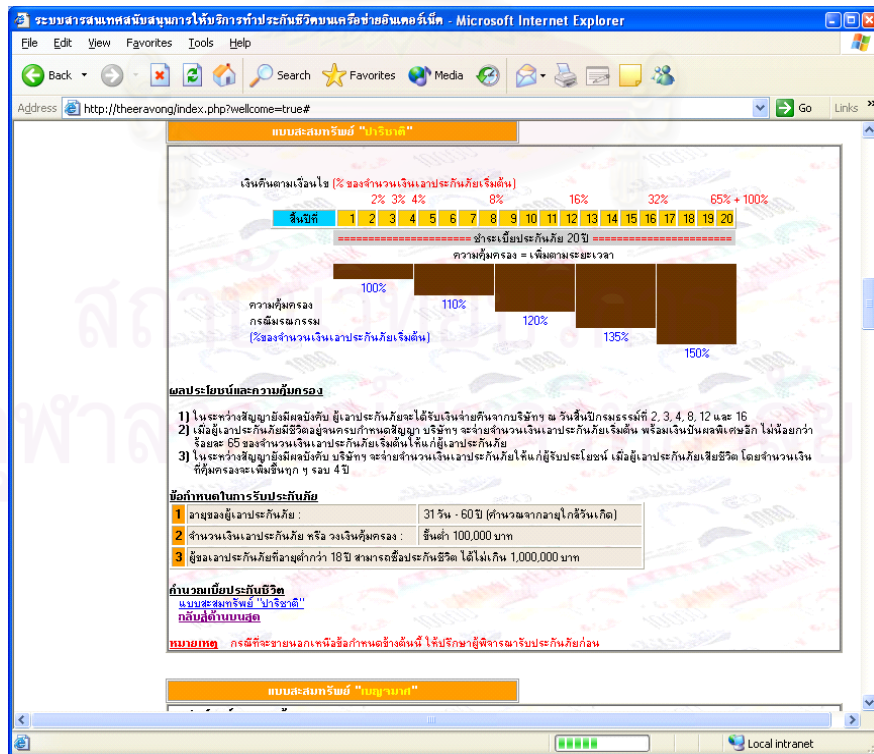 ระบบสารสนเทศสนับสนุนการให้บริการทำประกันชีวิตบนเครือข่ายอินเตอร์เน็ต - Microsoft Internet Explorer
File Edit View Favorites Tools Help
Back Search Favorites Media
Address http://theeravong/index.php?wellcome=true# Go Links
แบบสะสมทรัพย์ "ปาริชาติ"
เงินคืนตามเงื่อนไข (% ของจำนวนเงินเอาประกันภัยเริ่มต้น)
2% 3% 4% 8% 16% 32% 65% + 100%
สิ้นปีที่ 1 2 3 4 5 6 7 8 9 10 11 12 13 14 15 16 17 18 19 20
======================= ชำระเบี้ยประกันภัย 20 ปี ========================
ความคุ้มครอง = เพิ่มตามระยะเวลา
100%
ความคุ้มครอง 110%
กรณีมรณกรรม 120%
(%ของจำนวนเงินเอาประกันภัยเริ่มต้น) 135%
150%
ผลประโยชน์และความคุ้มครอง
1) ในระหว่างสัญญายังมีผลบังคับ ผู้เอาประกันภัยจะได้รับเงินจ่ายคืนจากบริษัทฯ ณ วันสิ้นปีกรมธรรม์ที่ 2, 3, 4, 8, 12 และ 16
2) เมื่อผู้เอาประกันภัยมีชีวิตอยู่จนครบกำหนดสัญญา บริษัทฯ จะจ่ายจำนวนเงินเอาประกันภัยเริ่มต้น พร้อมเงินปันผลพิเศษอีก ไม่น้อยกว่า
ร้อยละ 65 ของจำนวนเงินเอาประกันภัยเริ่มต้นให้แก่ผู้เอาประกันภัย
3) ในระหว่างสัญญายังมีผลบังคับ บริษัทฯ จะจ่ายจำนวนเงินเอาประกันภัยให้แก่ผู้รับประโยชน์ เมื่อผู้เอาประกันภัยเสียชีวิต โดยจำนวนเงิน
ที่คุ้มครองจะเพิ่มขึ้นทุก ๆ รอบ 4 ปี
ข้อกำหนดในการรับประกันภัย
1 อายุของผู้เอาประกันภัย : 31 วัน - 60 ปี (คำนวณจากอายุใกล้วันเกิด)
2 จำนวนเงินเอาประกันภัย หรือ วงเงินคุ้มครอง : ขั้นต่ำ 100,000 บาท
3 ผู้ขอเอาประกันภัยที่อายุต่ำกว่า 18 ปี สามารถซื้อประกันชีวิต ได้ไม่เกิน 1,000,000 บาท
คำนวณเบี้ยประกันชีวิต
แบบสะสมทรัพย์ "ปาริชาติ"
กลับสู่ด้านบนสุด
หมายเหตุ กรณีที่จะขายนอกเหนือข้อกำหนดข้างต้นนี้ ให้ปรึกษาผู้พิจารณารับประกันภัยก่อน
แบบสะสมทรัพย์ "เบญจมาศ"
Local intranet